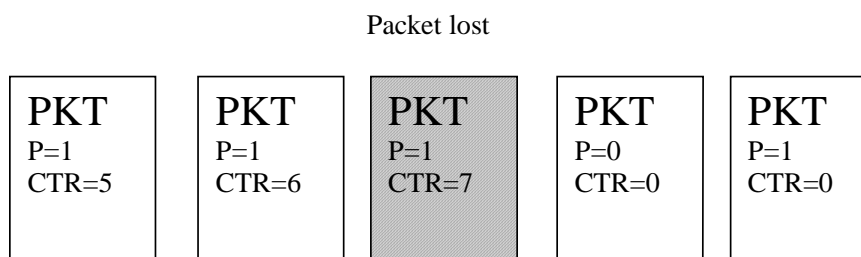 Packet lost
PKT
P=1
CTR=5
PKT
P=1
CTR=6
PKT
P=1
CTR=7
PKT
P=0
CTR=0
PKT
P=1
CTR=0